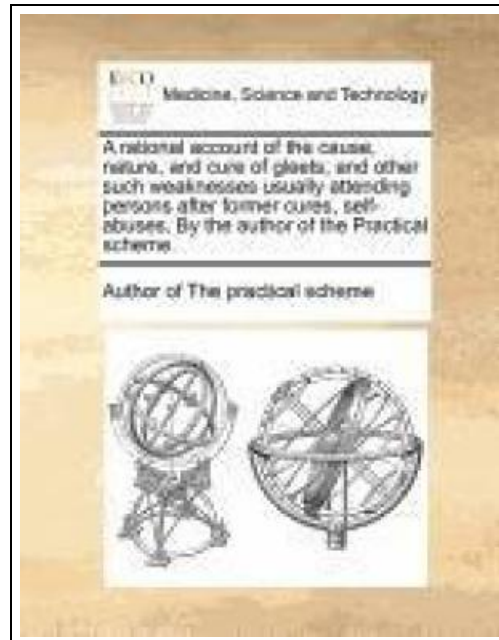 ECCO
Medicine, Science and Technology
A rational account of the cause,
nature, and cure of gleets, and other
such weaknesses usually attending
persons after former cures, self-
abuses, By the author of the Practical
scheme.
Author of The practical scheme